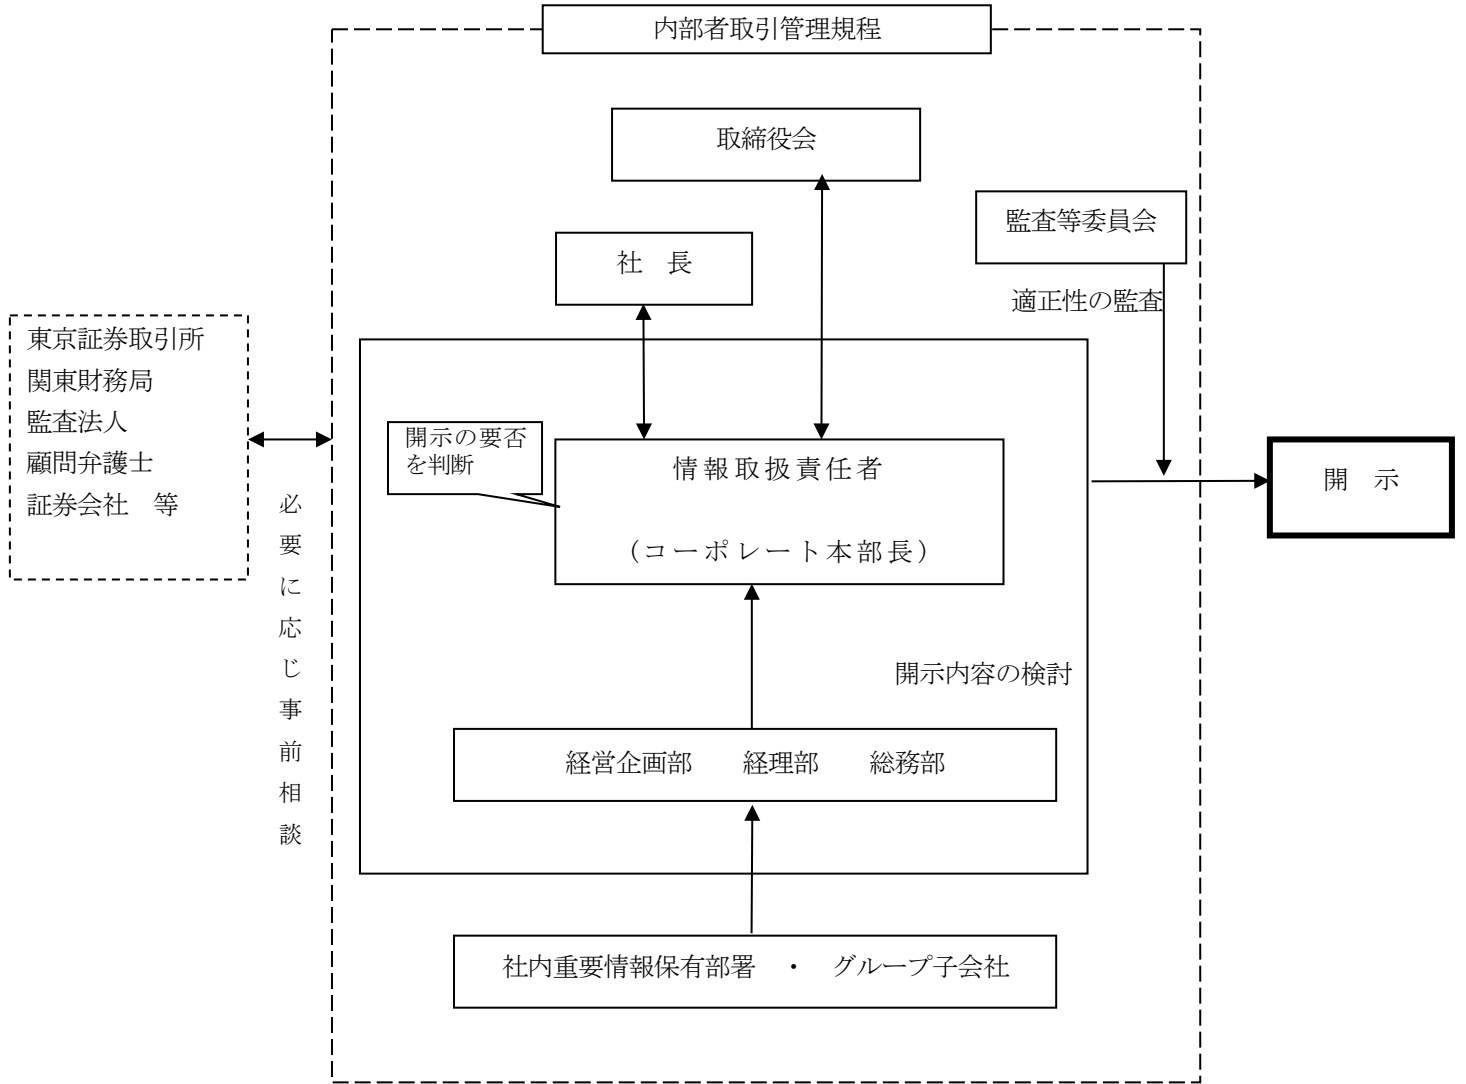 内部者取引管理規程
取締役会
監査等委員会
社　長
適正性の監査
東京証券取引所
関東財務局
監査法人
顧問弁護士
証券会社　等
必要に応じ事前相談
開示の要否
を判断
情報取扱責任者
（コーポレート本部長）
開　示
開示内容の検討
経営企画部　　経理部　　総務部
社内重要情報保有部署　・　グループ子会社